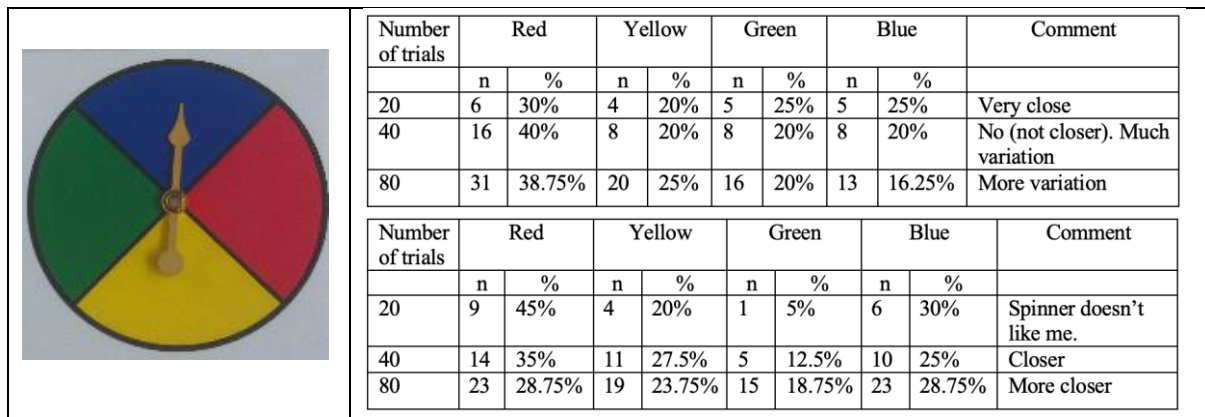 Number of trials Red Yellow Green Blue Comment
n % n % n % n %
20 6 30% 4 20% 5 25% 5 25% Very close
40 16 40% 8 20% 8 20% 8 20% No (not closer). Much variation
80 31 38.75% 20 25% 16 20% 13 16.25% More variation
Number of trials Red Yellow Green Blue Comment
n % n % n % n %
20 9 45% 4 20% 1 5% 6 30% Spinner doesn’t like me.
40 14 35% 11 27.5% 5 12.5% 10 25% Closer
80 23 28.75% 19 23.75% 15 18.75% 23 28.75% More closer